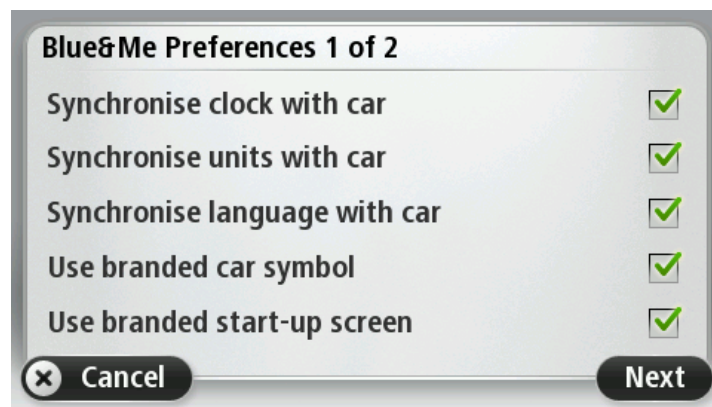 Blue&Me Preferences 1 of 2
Synchronise clock with car
Synchronise units with car
Synchronise language with car
Use branded car symbol
Use branded start-up screen
Cancel
Next